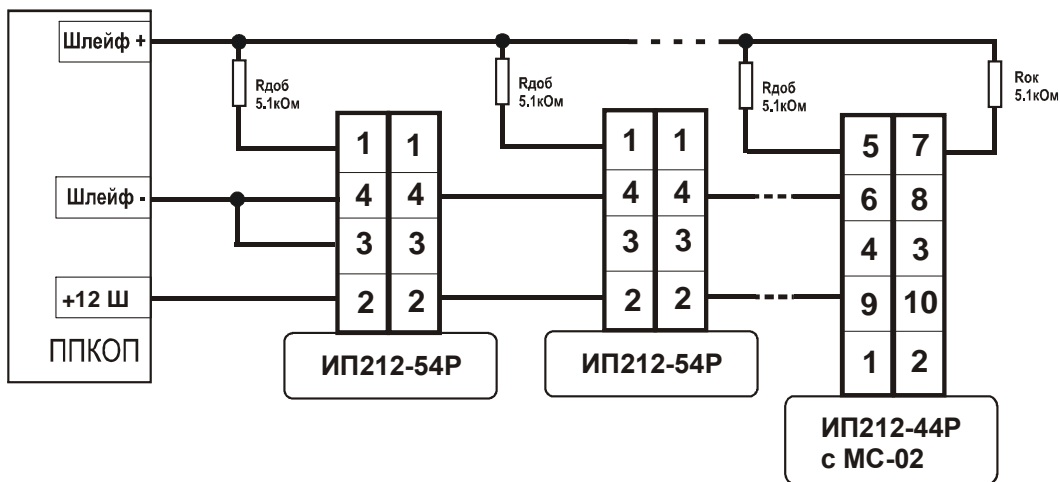 Шлейф +
Rдоб
5.1кОм
Rдоб
5.1кОм
Rдоб
5.1кОм
Rок
5.1кОм
1 1
1 1
5 7
Шлейф -
4 4
4 4
6 8
3 3
3 3
4 3
+12 Ш
2 2
2 2
9 10
ППКОП
1 2
ИП212-54Р
ИП212-54Р
ИП212-44Р
с МС-02